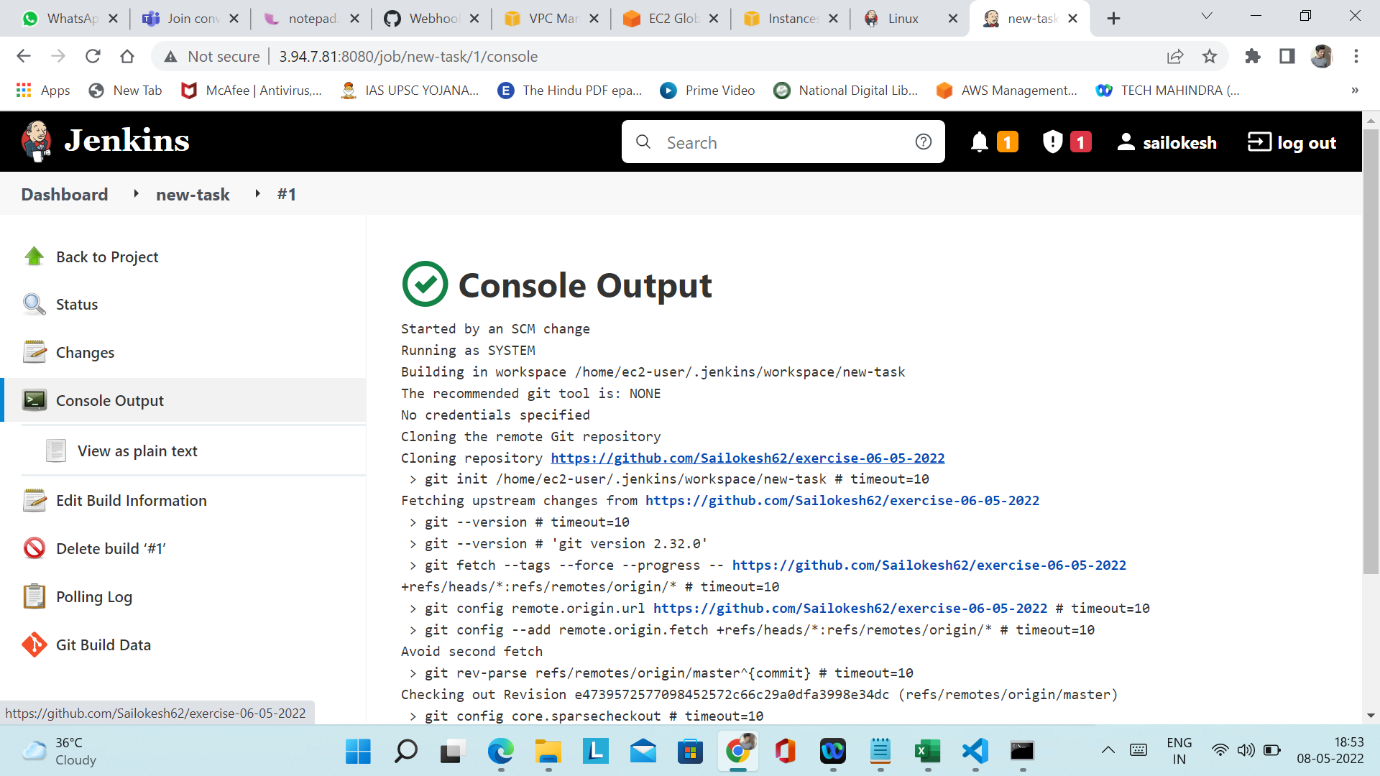 WhatsAp
Join conv
notepad.
Webhoo
VPC Mar
EC2 Glob
Instance
Linux
new-task
Not secure
3.94.7.81:8080/job/new-task/1/console
Apps
New Tab
McAfee | Antivirus,...
IAS UPSC YOJANA...
The Hindu PDF epa...
Prime Video
National Digital Lib...
AWS Management...
TECH MAHINDRA (...
»
Jenkins
Search
1
1
sailokesh
log out
Dashboard
new-task
#1
Back to Project
Status
Changes
Console Output
View as plain text
Edit Build Information
Delete build ‘#1’
Polling Log
Git Build Data
Console Output
Started by an SCM change
Running as SYSTEM
Building in workspace /home/ec2-user/.jenkins/workspace/new-task
The recommended git tool is: NONE
No credentials specified
Cloning the remote Git repository
Cloning repository https://github.com/Sailokesh62/exercise-06-05-2022
> git init /home/ec2-user/.jenkins/workspace/new-task # timeout=10
Fetching upstream changes from https://github.com/Sailokesh62/exercise-06-05-2022
> git --version # timeout=10
> git --version # 'git version 2.32.0'
> git fetch --tags --force --progress -- https://github.com/Sailokesh62/exercise-06-05-2022
+refs/heads/*:refs/remotes/origin/* # timeout=10
> git config remote.origin.url https://github.com/Sailokesh62/exercise-06-05-2022 # timeout=10
> git config --add remote.origin.fetch +refs/heads/*:refs/remotes/origin/* # timeout=10
Avoid second fetch
> git rev-parse refs/remotes/origin/master^{commit} # timeout=10
Checking out Revision e4739572577098452572c66c29a0dfa3998e34dc (refs/remotes/origin/master)
> git config core.sparsecheckout # timeout=10
https://github.com/Sailokesh62/exercise-06-05-2022
36°C
Cloudy
ENG
IN
18:53
08-05-2022